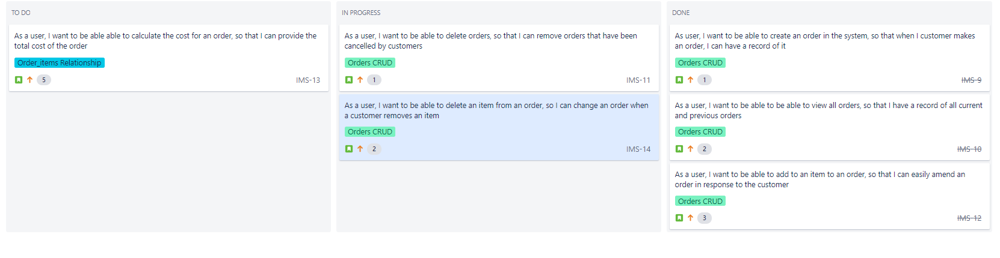 TO DO
As a user, I want to be able able to calculate the cost for an order, so that I can provide the
total cost of the order
Order_items Relationship
5
IMS-13
IN PROGRESS
As a user, I want to be able to delete orders, so that I can remove orders that have been
cancelled by customers
Orders CRUD
1
IMS-11
As a user, I want to be able to delete an item from an order, so I can change an order when
a customer removes an item
Orders CRUD
2
IMS-14
DONE
As user, I want to be able to create an order in the system, so that when I customer makes
an order, I can have a record of it
Orders CRUD
1
IMS-9
As a user, I want to be able to be able to view all orders, so that I have a record of all current
and previous orders
Orders CRUD
2
IMS-10
As a user, I want to be able to add to an item to an order, so that I can easily amend an
order in response to the customer
Orders CRUD
3
IMS-12